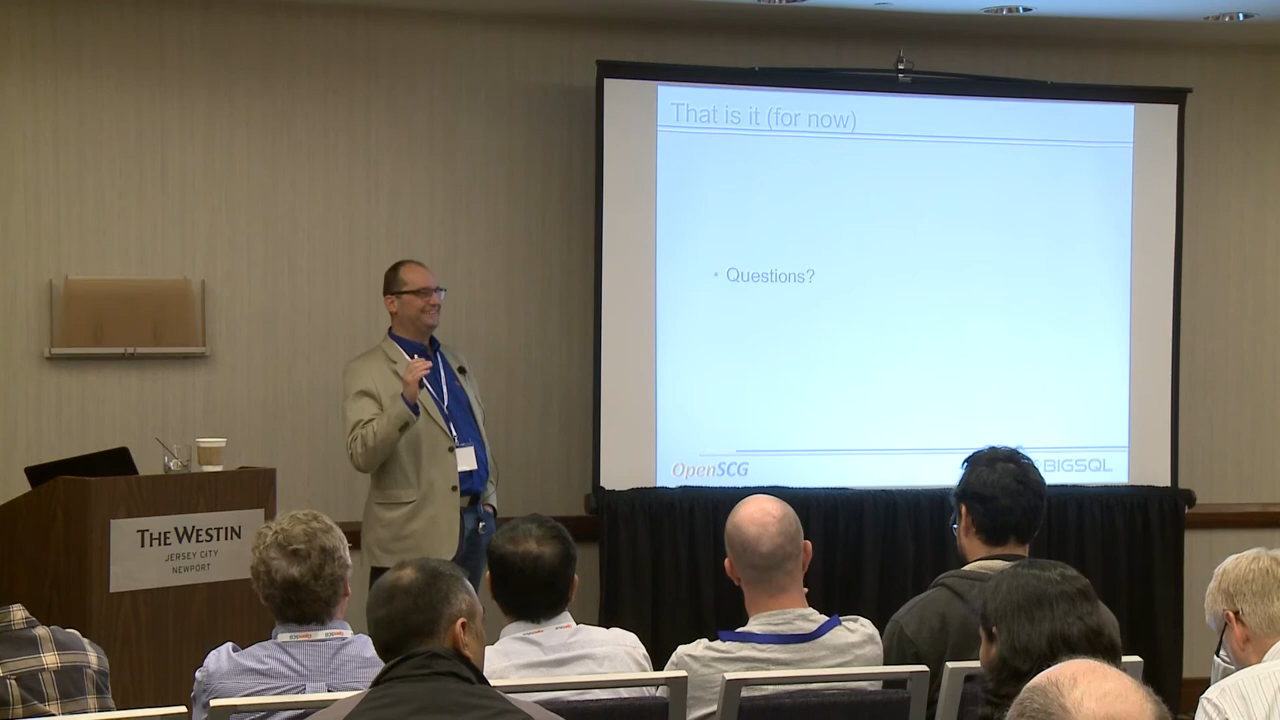 That is it (for now)
• Questions?
OpenSCG
BIGSQL
THE WESTIN
JERSEY CITY
NEWPORT